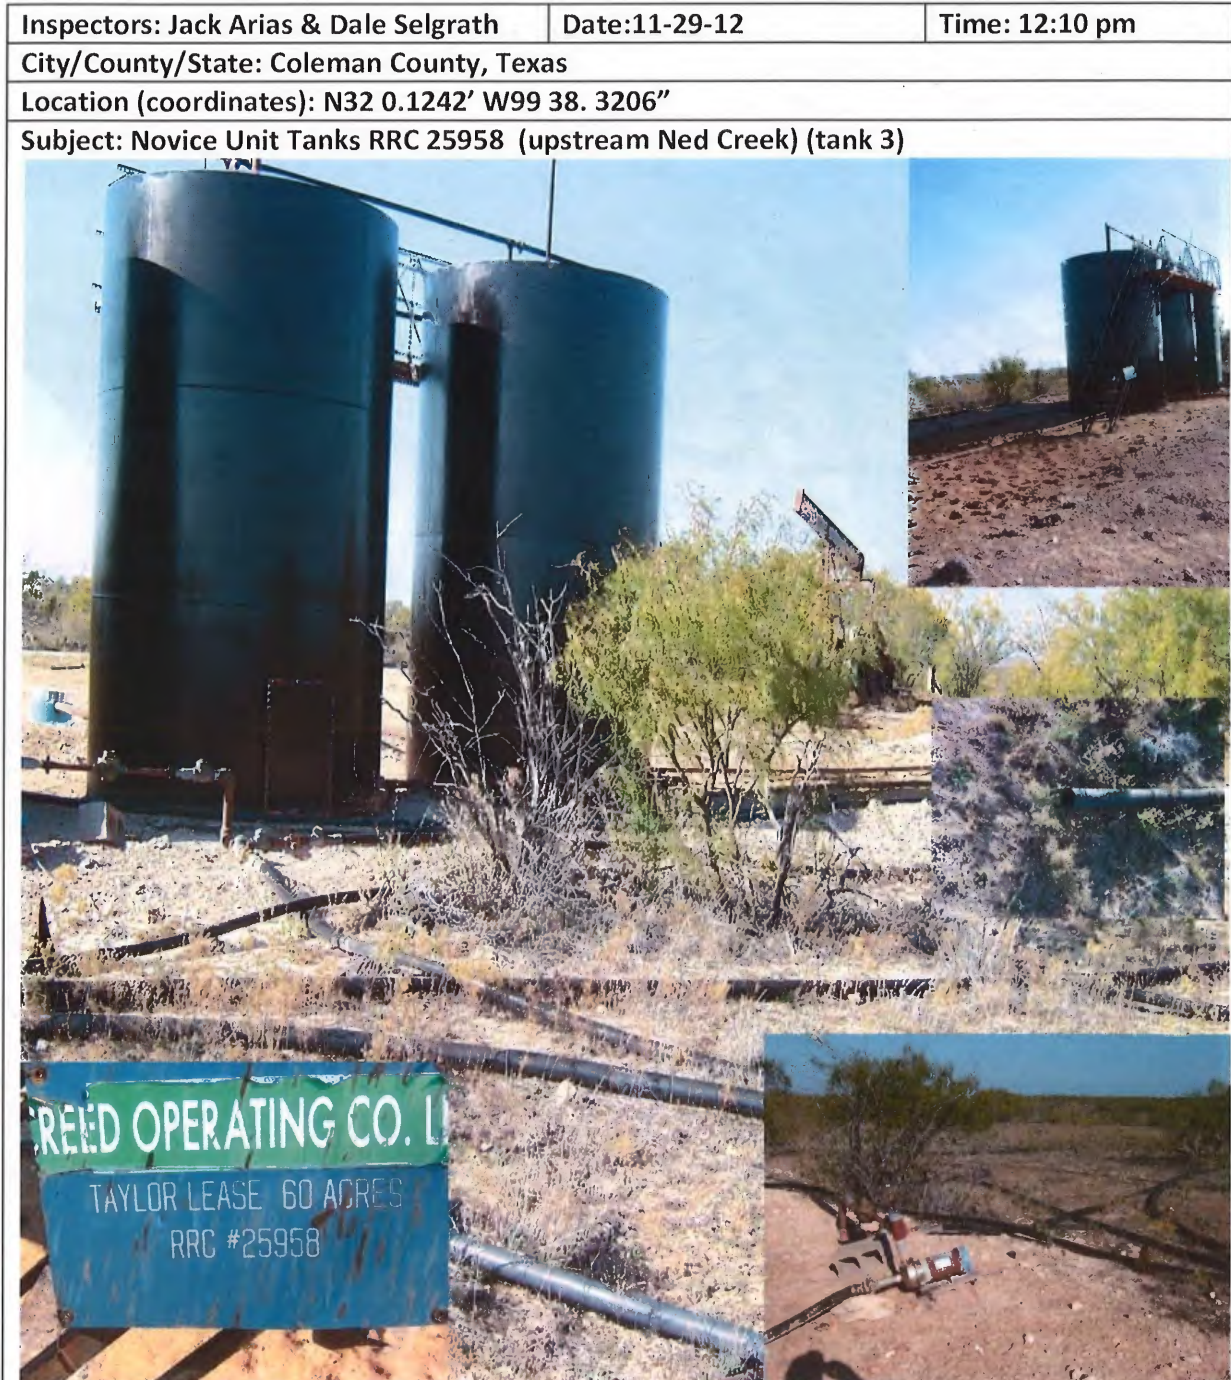 Inspectors: Jack Arias & Dale Selgrath Date:11-29-12 Time: 12:10 pm
City/County/State: Coleman County, Texas
Location (coordinates): N32 0.1242’ W99 38. 3206”
Subject: Novice Unit Tanks RRC 25958 (upstream Ned Creek) (tank 3)
OPERATING CO.
TAYLOR LEASE 60 ACRES
RRC #25958